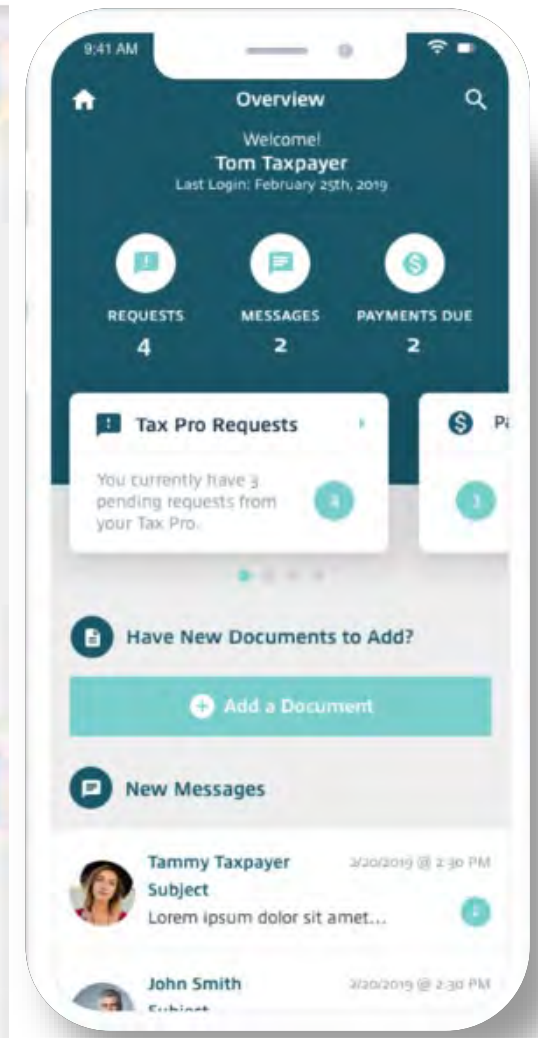 9:41 AM
Overview
Welcome!
Tom Taxpayer
Last Login: February 25th, 2019
REQUESTS
MESSAGES
PAYMENTS DUE
4
2
2
Tax Pro Requests
You currently have 3
pending requests from
your Tax Pro.
3
Have New Documents to Add?
Add a Document
New Messages
Tammy Taxpayer
2/20/2019 @ 2:30 PM
Subject
Lorem ipsum dolor sit amet...
John Smith
2/20/2019 @ 2:30 PM
Subject